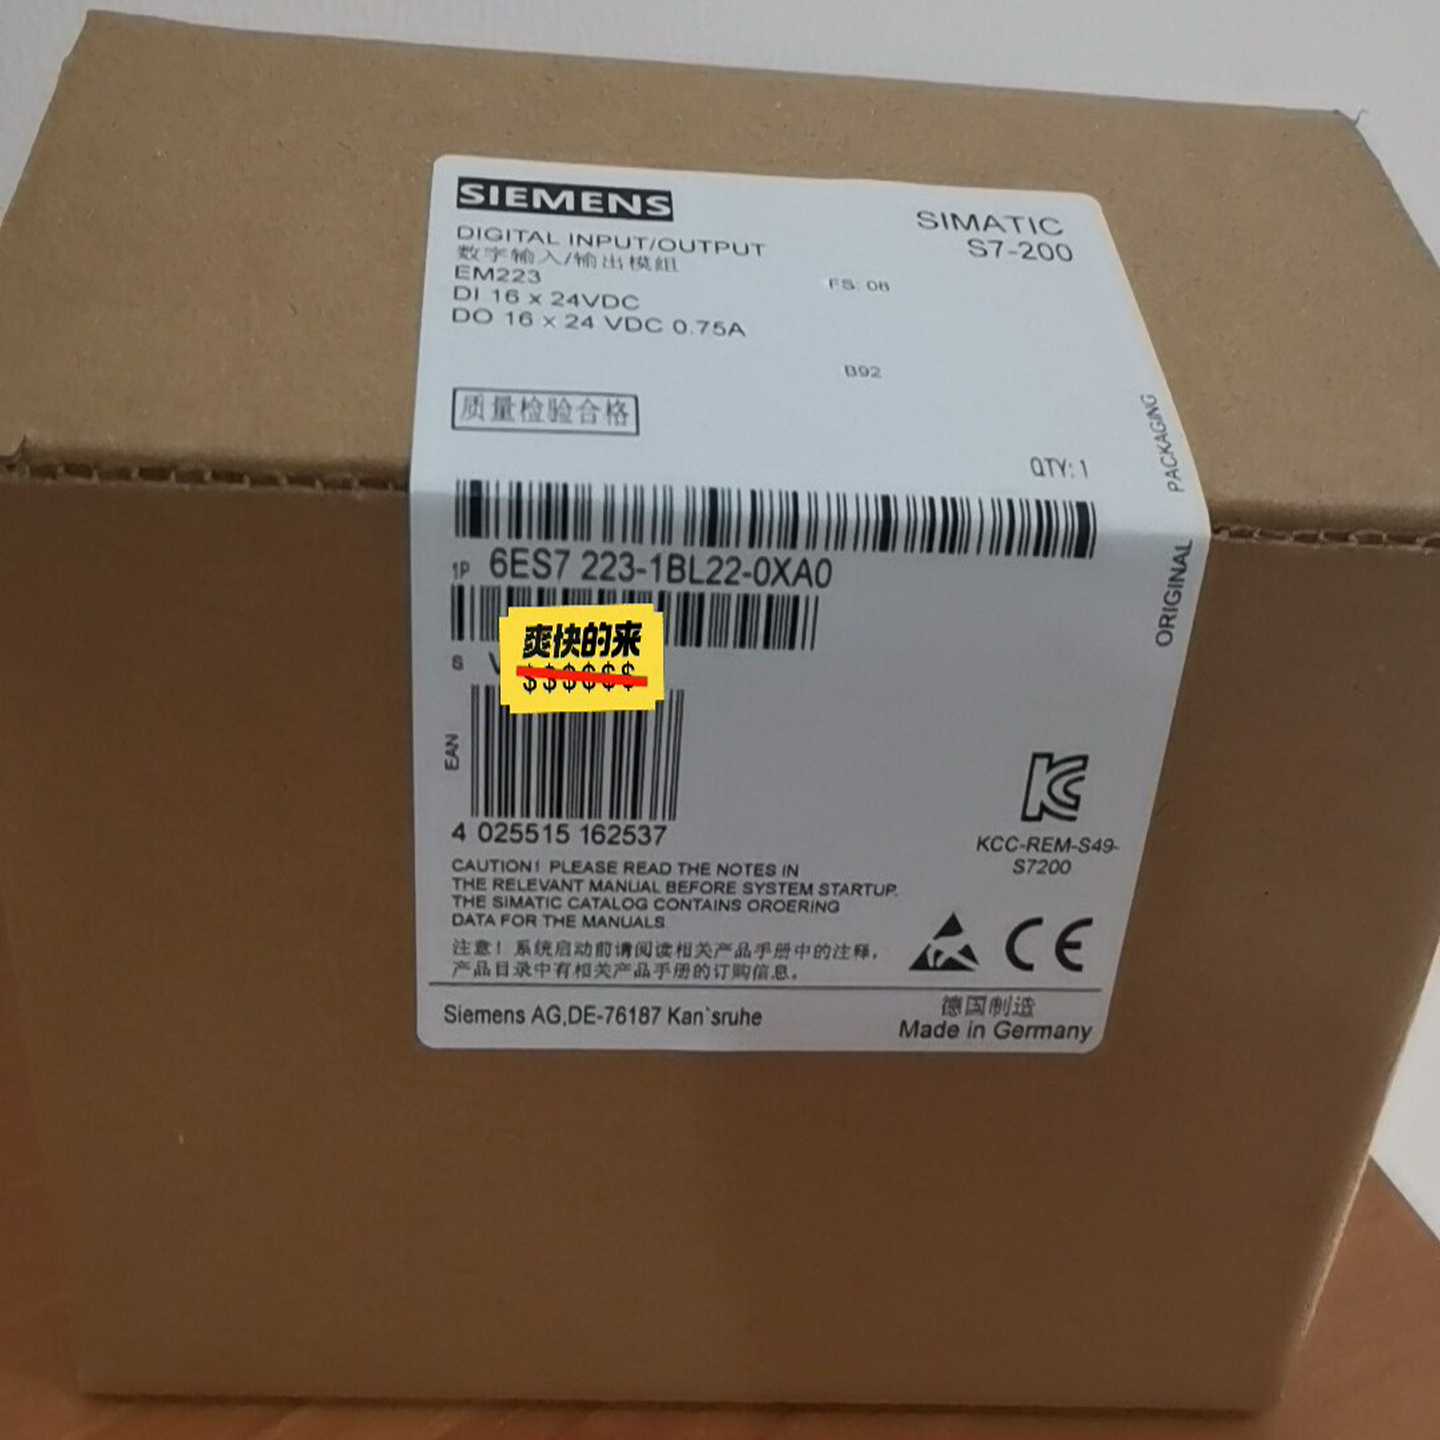 SIEMENS
SIMATIC
S7-200
DIGITAL INPUT/OUTPUT
数字输入/输出模组
EM223
FS: 08
DI 16 x 24VDC
DO 16 x 24 VDC 0.75A
B92
质量检验合格
QTY: 1
ORIGINAL PACKAGING
1P 6ES7 223-1BL22-0XA0
S V
爽快的来
$$$$$$
EAN
4 025515 162537
KCC-REM-S49-
S7200
CAUTION! PLEASE READ THE NOTES IN
THE RELEVANT MANUAL BEFORE SYSTEM STARTUP.
THE SIMATIC CATALOG CONTAINS OROERING
DATA FOR THE MANUALS
注意！系统启动前请阅读相关产品手册中的注释，
产品目录中有相关产品手册的订购信息。
CE
Siemens AG,DE-76187 Kan`sruhe
德国制造
Made in Germany